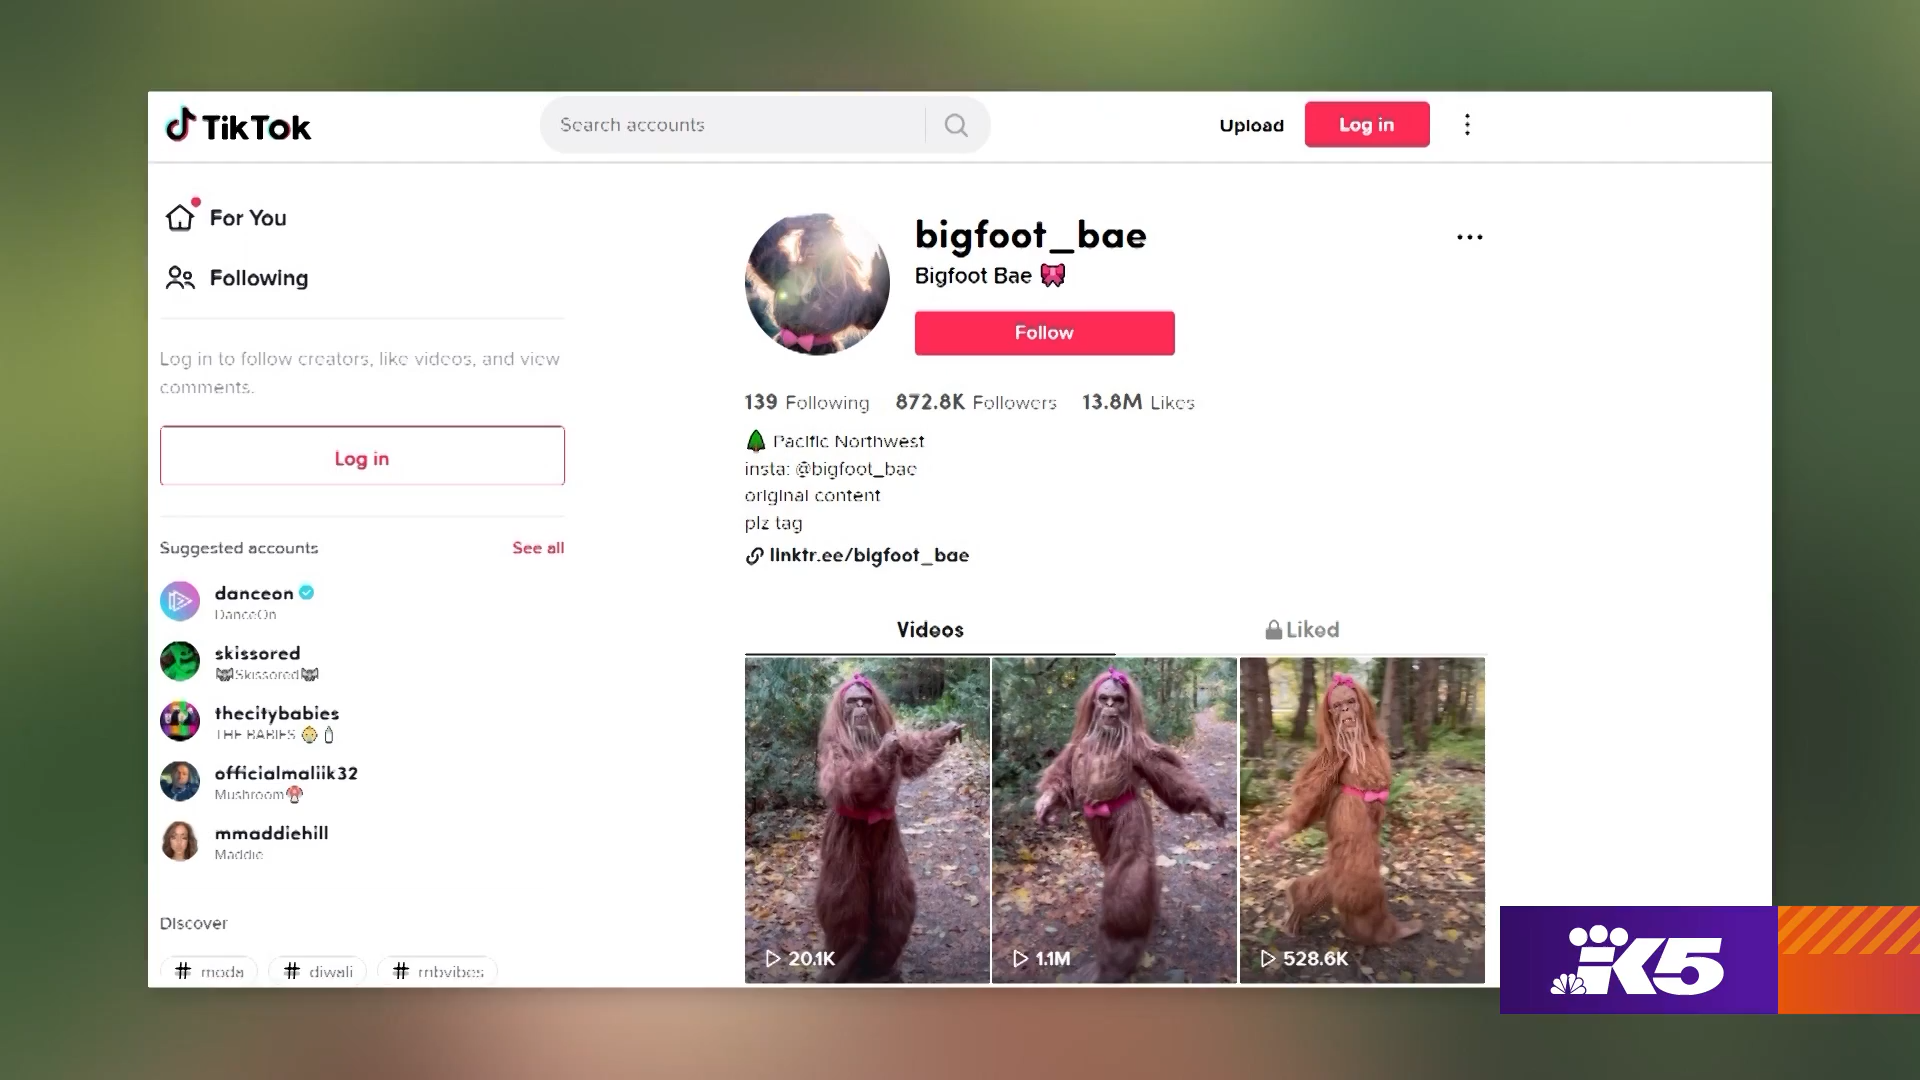 TikTok
Search accounts
Upload
Log in
For You
Following
Log in to follow creators, like videos, and view
comments.
Log in
Suggested accounts
See all
danceon
DanceOn
skissored
Skissored
thecitybabies
THE BABIES
officialmaliik32
Mushroom
mmaddiehill
Maddie
Discover
# moda
# diwali
# rnbvibes
bigfoot_bae
Bigfoot Bae
Follow
139 Following 872.8K Followers 13.8M Likes
Pacific Northwest
insta: @bigfoot_bae
original content
plz tag
linktr.ee/bigfoot_bae
Videos
Liked
20.1K
1.1M
528.6K
K5